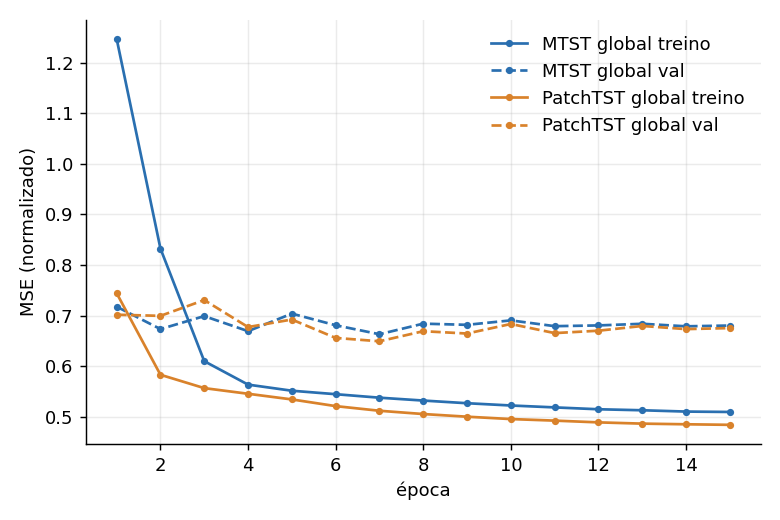 MTST global treino
MTST global val
PatchTST global treino
PatchTST global val
1.2
1.1
1.0
0.9
0.8
0.7
0.6
0.5
MSE (normalizado)
2 4 6 8 10 12 14
época